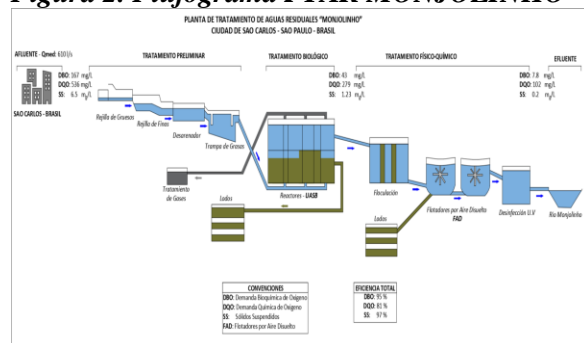 Figura 2. Flujograma PTAR MONJOLINHO
PLANTA DE TRATAMIENTO DE AGUAS RESIDUALES "MONJOLINHO"
CIUDAD DE SAO CARLOS - SAO PAULO - BRASIL
AFLUENTE - Qmed: 610 l/s
TRATAMIENTO PRELIMINAR
TRATAMIENTO BIOLÓGICO
TRATAMIENTO FÍSICO-QUÍMICO
EFLUENTE
DBO: 167 mg/l
DQO: 536 mg/l
SS: 6.5 mg/l
DBO: 43 mg/l
DQO: 279 mg/l
SS: 1.23 mg/l
DBO: 7.8 mg/l
DQO: 102 mg/l
SS: 0.2 mg/l
SAO CARLOS - BRASIL
Rejilla de Gruesos
Rejilla de Finos
Desarenador
Trampa de Grasas
Tratamiento
de Gases
Lodos
Reactores - UASB
Floculación
Lodos
Flotadores por Aire Disuelto
FAD
Desinfección U.V
Rio Monjolinho
CONVENCIONES
DBO: Demanda Bioquímica de Oxígeno
DQO: Demanda Química de Oxígeno
SS: Sólidos Suspendidos
FAD: Flotadores por Aire Disuelto
EFICIENCIA TOTAL
DBO: 95 %
DQO: 81 %
SS: 97 %